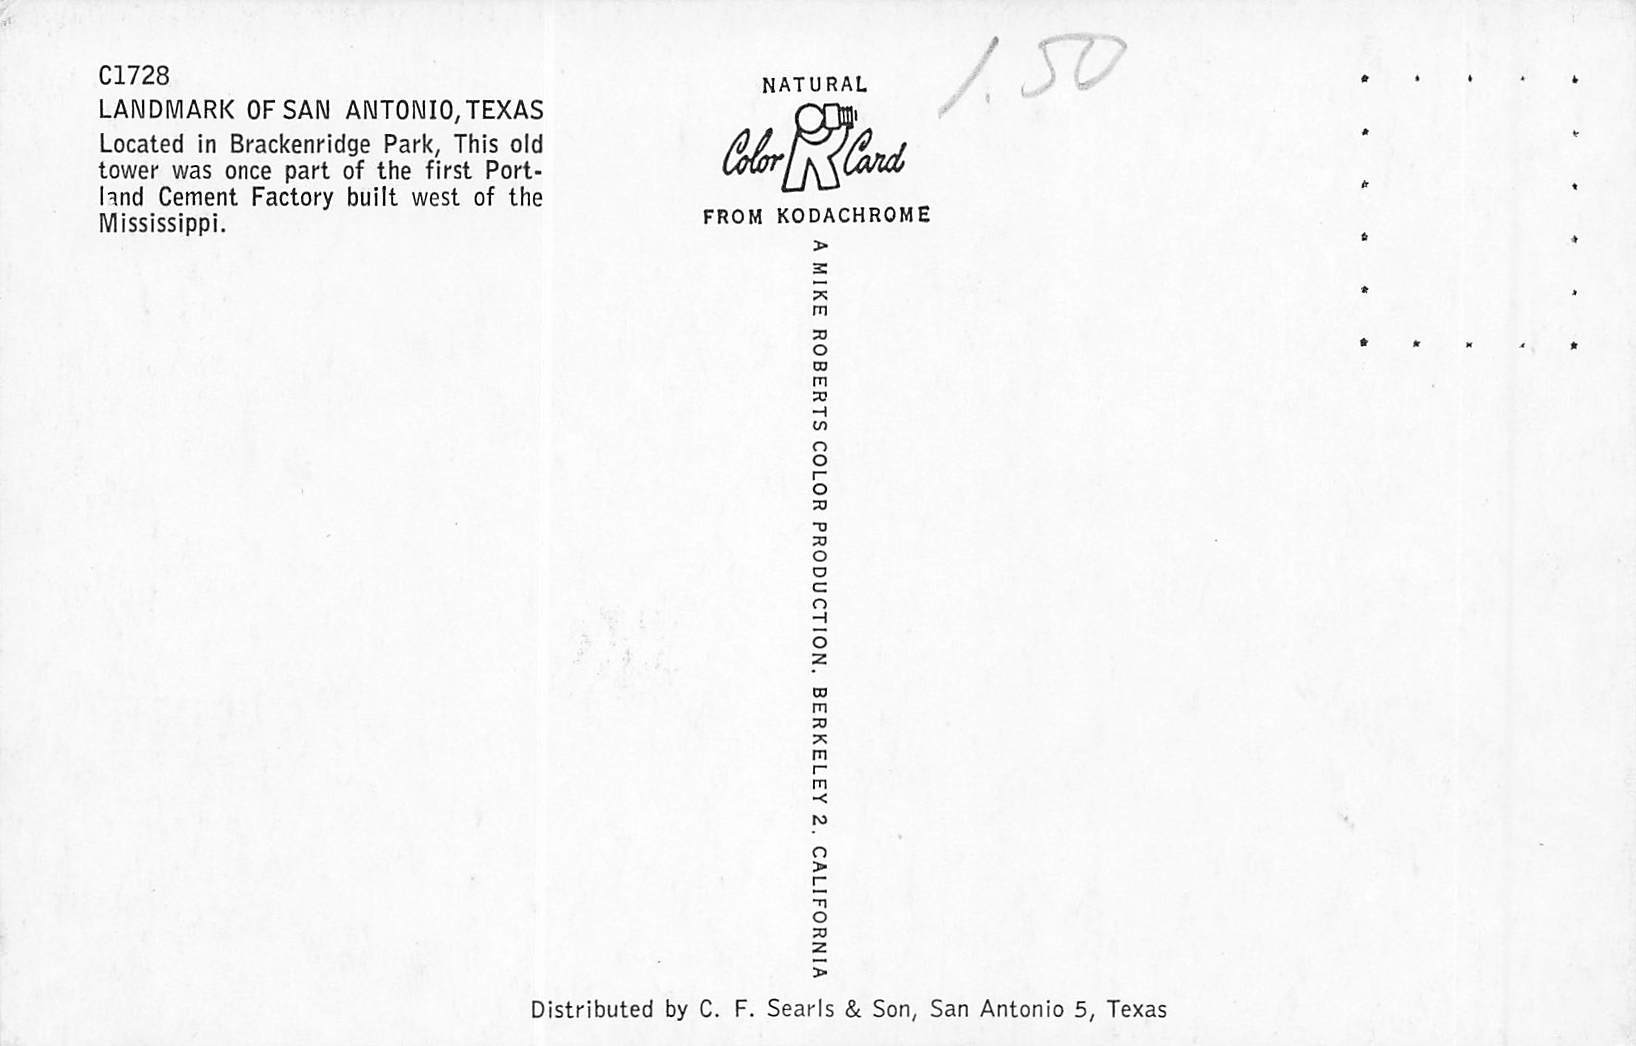 C1728
LANDMARK OF SAN ANTONIO, TEXAS
Located in Brackenridge Park, This old
tower was once part of the first Port-
land Cement Factory built west of the
Mississippi.
NATURAL
Color Card
FROM KODACHROME
1.50
A MIKE ROBERTS COLOR PRODUCTION. BERKELEY 2. CALIFORNIA
Distributed by C. F. Searls & Son, San Antonio 5, Texas